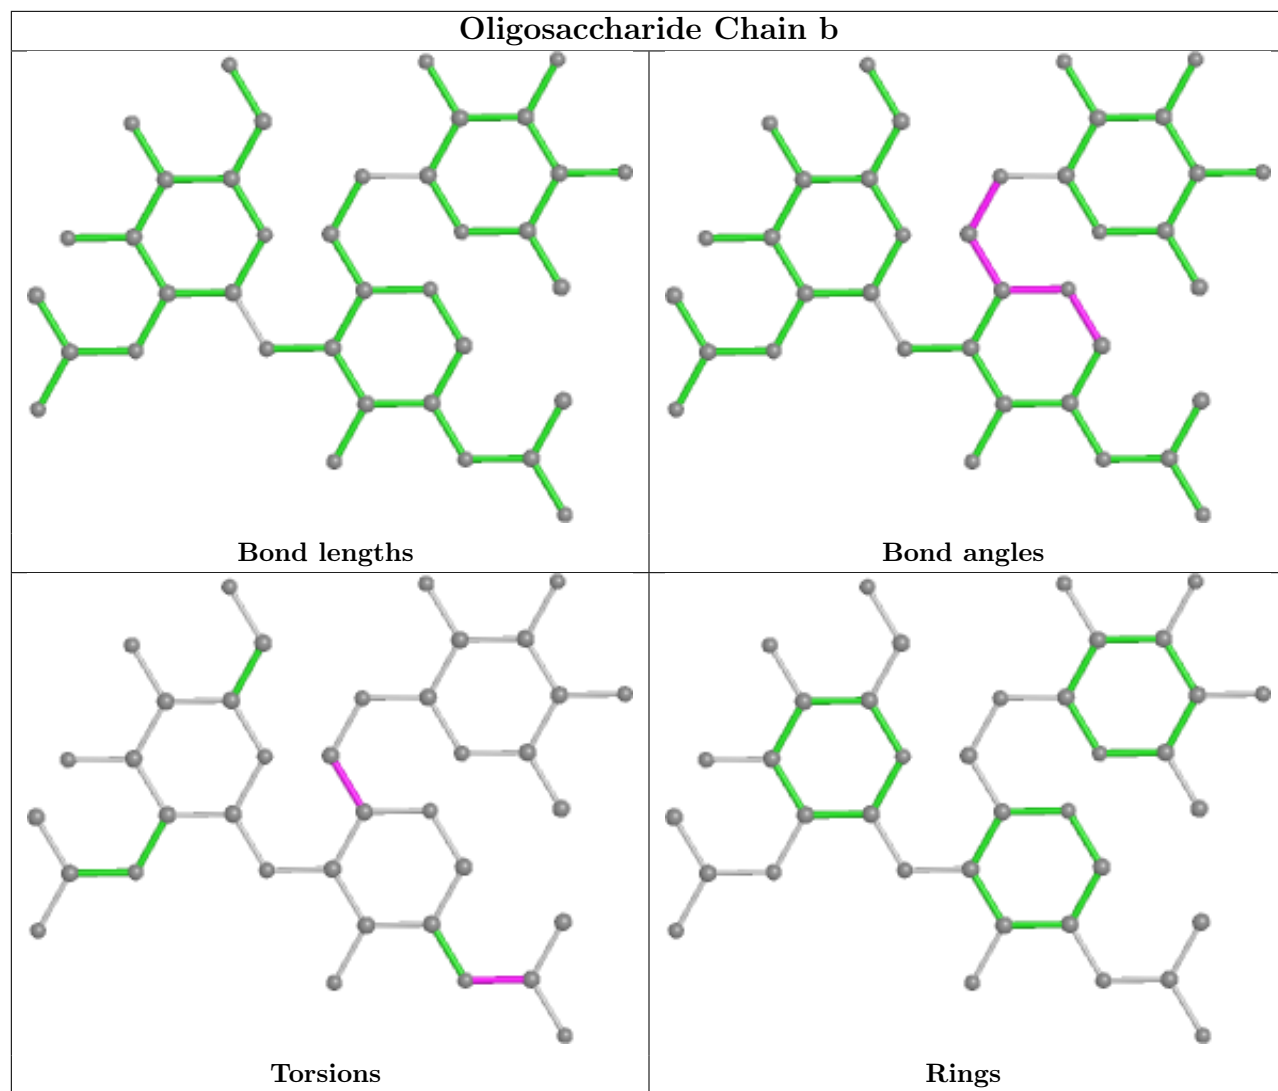 Oligosaccharide Chain b
Bond lengths
Bond angles
Torsions
Rings